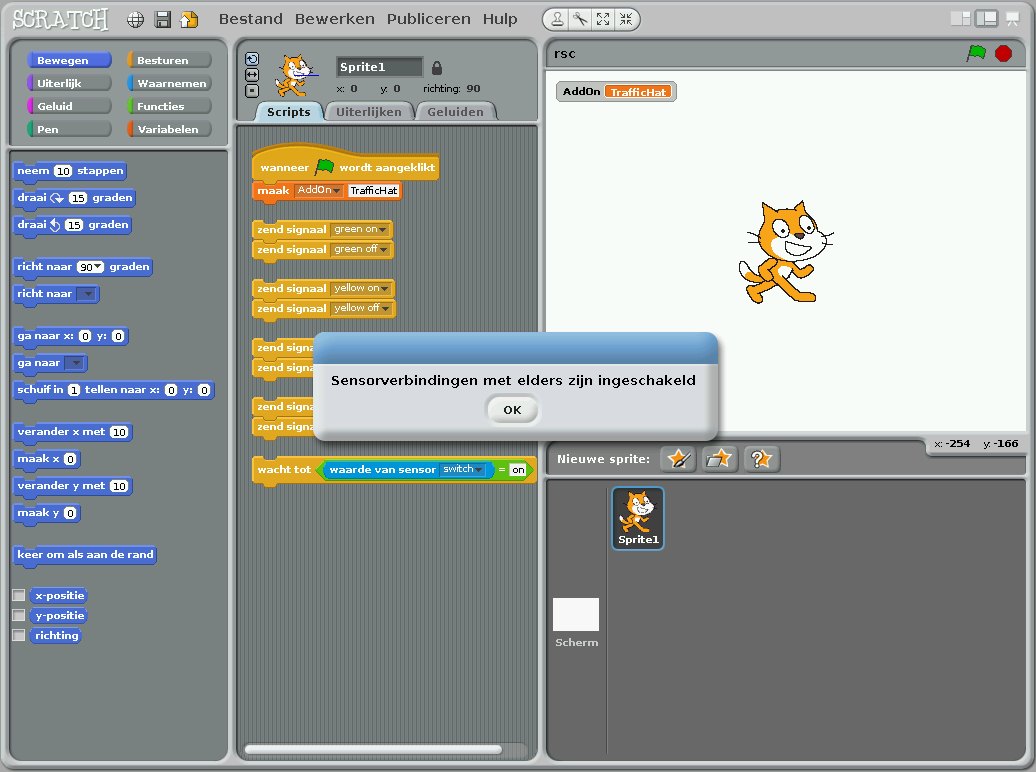 SCRATCH Bestand Bewerken Publiceren Hulp
Bewegen Besturen
Uiterlijk Waarnemen
Geluid Functies
Pen Variabelen
neem 10 stappen
draai 15 graden
draai 15 graden
richt naar 90 graden
richt naar
ga naar x: 0 y: 0
ga naar
schuif in 1 tellen naar x: 0 y: 0
verander x met 10
maak x 0
verander y met 10
maak y 0
keer om als aan de rand
x-positie
y-positie
richting
Sprite1
x: 0 y: 0 richting: 90
Scripts Uiterlijken Geluiden
wanneer wordt aangeklikt
maak AddOn TrafficHat
zend signaal green on
zend signaal green off
zend signaal yellow on
zend signaal yellow off
zend signa
zend signa
zend signa
zend signa
wacht tot waarde van sensor switch = on
Sensorverbindingen met elders zijn ingeschakeld
OK
rsc
AddOn TrafficHat
x: -254 y: -166
Nieuwe sprite:
Sprite1
Scherm